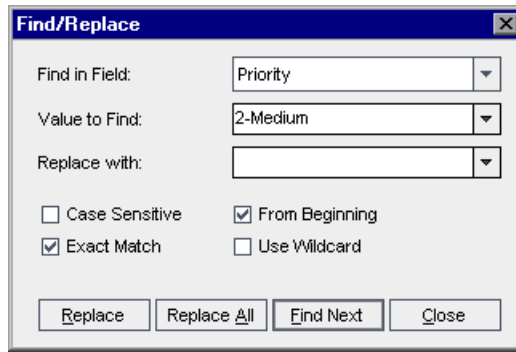 Find/Replace
Find in Field: Priority
Value to Find: 2-Medium
Replace with:
Case Sensitive From Beginning
Exact Match Use Wildcard
Replace Replace All Find Next Close